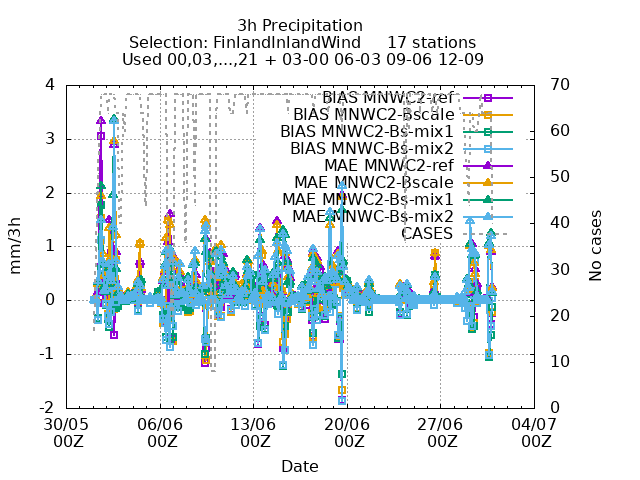 3h Precipitation
Selection: FinlandInlandWind 17 stations
Used 00,03,...,21 + 03-00 06-03 09-06 12-09
mm/3h
4
3
2
1
0
-1
-2
70
60
50
40
30
20
10
0
No cases
BIAS MNWC2-ref
BIAS MNWC2-Bscale
BIAS MNWC2-Bs-mix1
BIAS MNWC-Bs-mix2
MAE MNWC2-ref
MAE MNWC2-Bscale
MAE MNWC2-Bs-mix1
MAE MNWC-Bs-mix2
CASES
30/05 06/06 13/06 20/06 27/06 04/07
00Z 00Z 00Z 00Z 00Z 00Z
Date